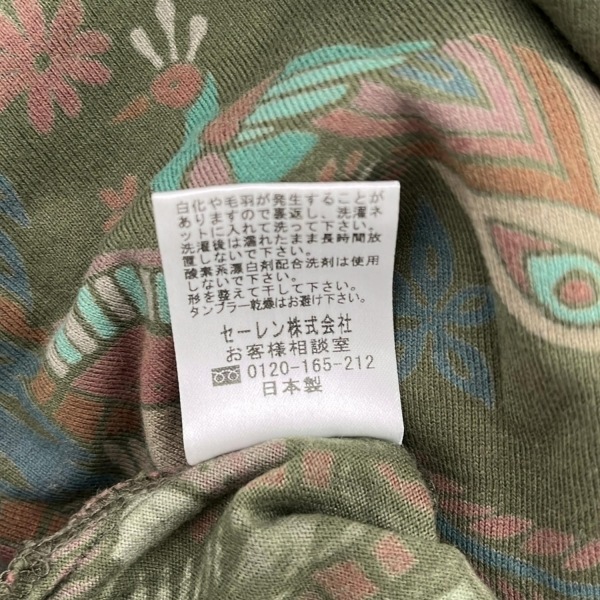 白化や毛羽が発生することが
ありますので裏返し、洗濯ネ
ットに入れて洗って下さい。
洗濯後は濡れたまま長時間放
置しないで下さい。
酸素系漂白剤配合洗剤は使用
しないで下さい。
形を整えて干して下さい。
タンブラー乾燥はお避け下さい。
セーレン株式会社
お客様相談室
0120-165-212
日本製